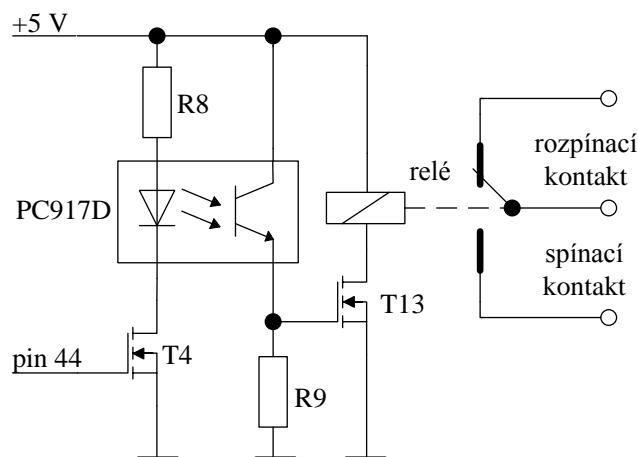 +5 V
R8
PC917D
relé
rozpínací
kontakt
spínací
kontakt
T13
T4
pin 44
R9